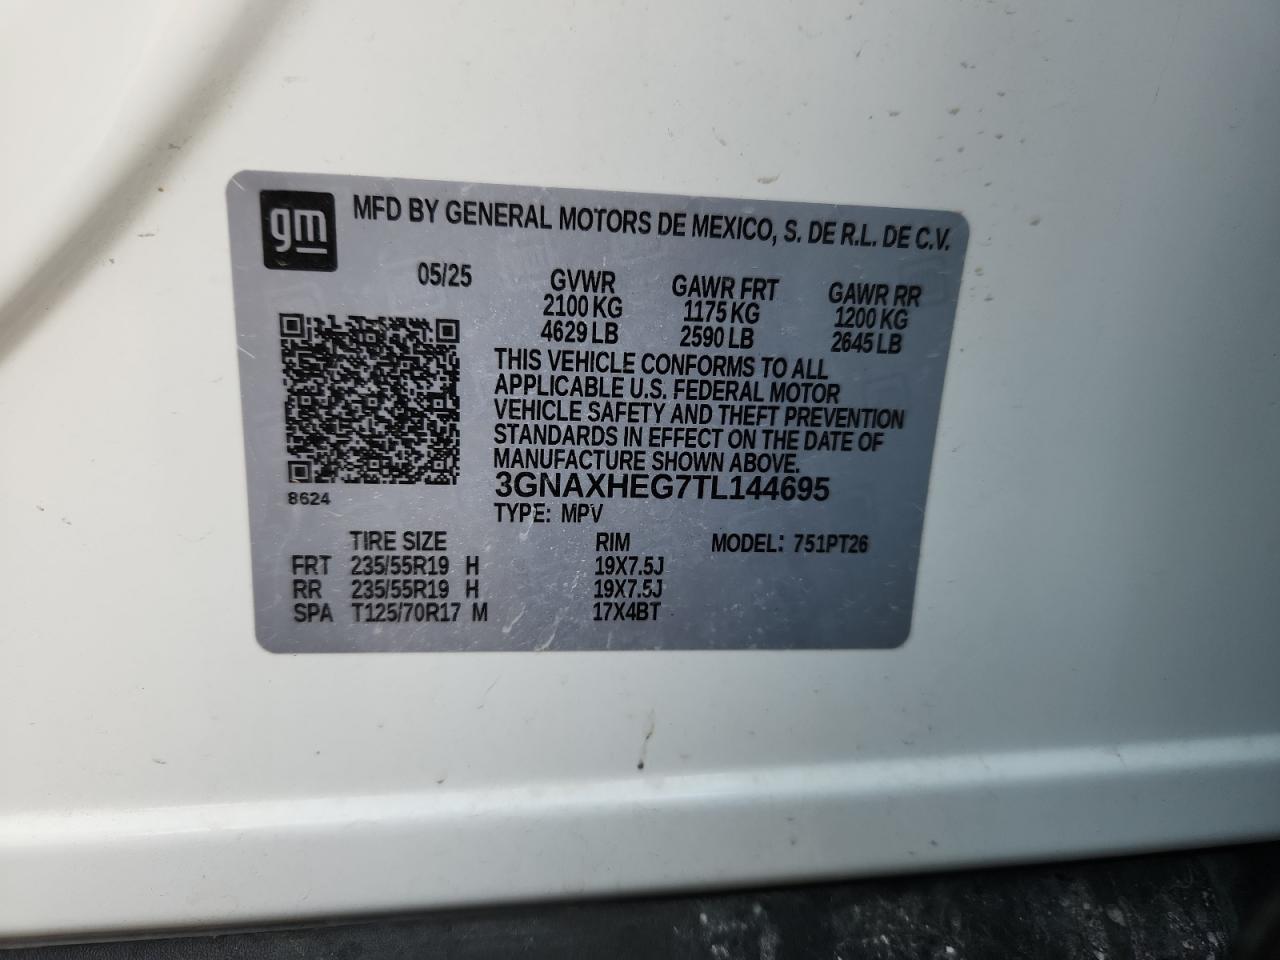 gm
MFD BY GENERAL MOTORS DE MEXICO, S. DE R.L. DE C.V.
05/25 GVWR GAWR FRT GAWR RR
2100 KG 1175 KG 1200 KG
4629 LB 2590 LB 2645 LB
THIS VEHICLE CONFORMS TO ALL
APPLICABLE U.S. FEDERAL MOTOR
VEHICLE SAFETY AND THEFT PREVENTION
STANDARDS IN EFFECT ON THE DATE OF
MANUFACTURE SHOWN ABOVE.
3GNAXHEG7TL144695
8624
TYPE: MPV
TIRE SIZE RIM MODEL: 751PT26
FRT 235/55R19 H 19X7.5J
RR 235/55R19 H 19X7.5J
SPA T125/70R17 M 17X4BT